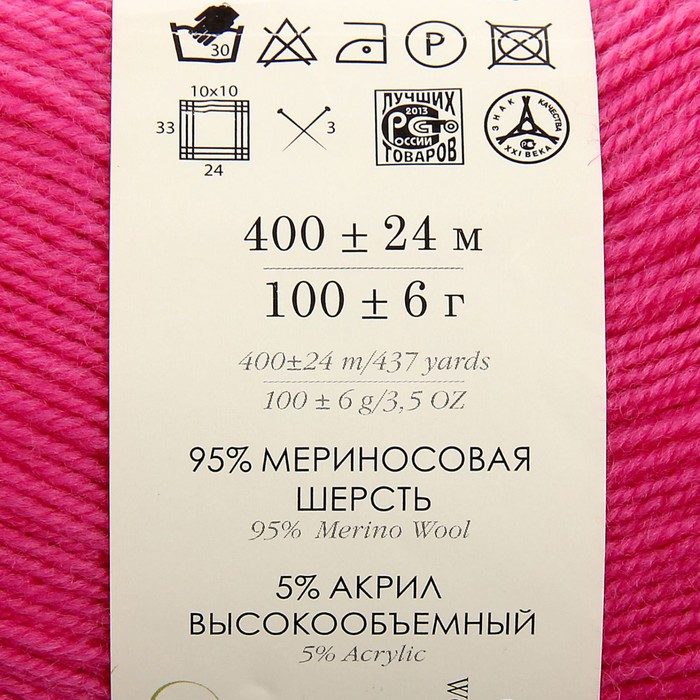 30
P
10x10
33
24
3
ЛУЧШИХ
2013
РОССИИ
ТОВАРОВ
ЗНАК КАЧЕСТВА
XXI ВЕКА
400 ± 24 м
100 ± 6 г
400±24 m/437 yards
100 ± 6 g/3,5 OZ
95% МЕРИНОСОВАЯ
ШЕРСТЬ
95% Merino Wool
5% АКРИЛ
ВЫСОКООБЪЕМНЫЙ
5% Acrylic
W